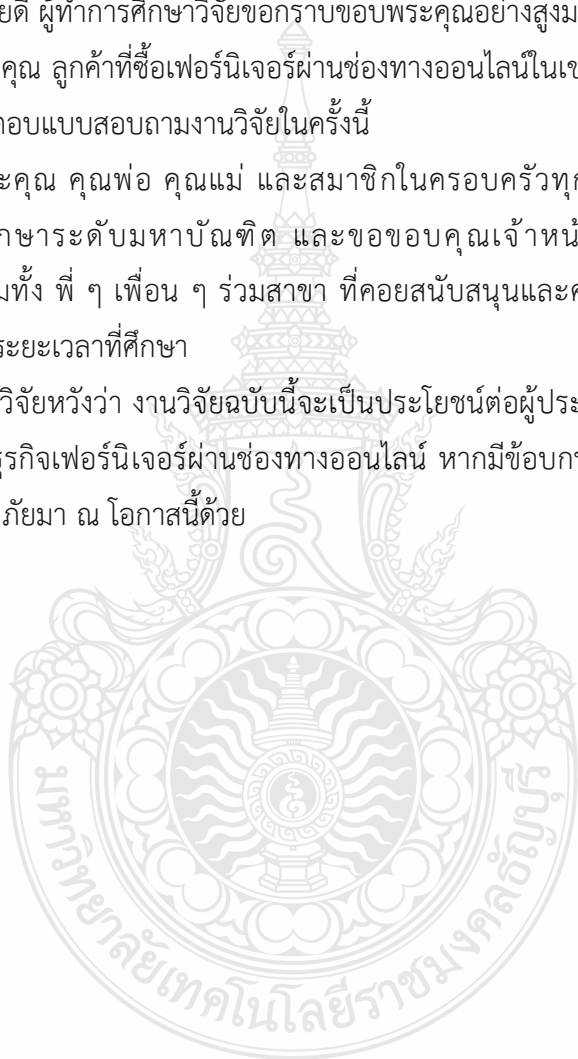 ยดี ผู้ทำการศึกษาวิจัยขอกราบขอบพระคุณอย่างสูงม
คุณ ลูกค้าที่ซื้อเฟอร์นิเจอร์ผ่านช่องทางออนไลน์ในเข
ตอบแบบสอบถามงานวิจัยในครั้งนี้
ะคุณ คุณพ่อ คุณแม่ และสมาชิกในครอบครัวทุก
กษาระดับมหาบัณฑิต และขอขอบคุณเจ้าหน้
มทั้ง พี่ ๆ เพื่อน ๆ ร่วมสาขา ที่คอยสนับสนุนและค
ระยะเวลาที่ศึกษา
วิจัยหวังว่า งานวิจัยฉบับนี้จะเป็นประโยชน์ต่อผู้ประ
ธุรกิจเฟอร์นิเจอร์ผ่านช่องทางออนไลน์ หากมีข้อบก
ภัยมา ณ โอกาสนี้ด้วย
มหาวิทยาลัยเทคโนโลยีราชมงคลธัญบุรี